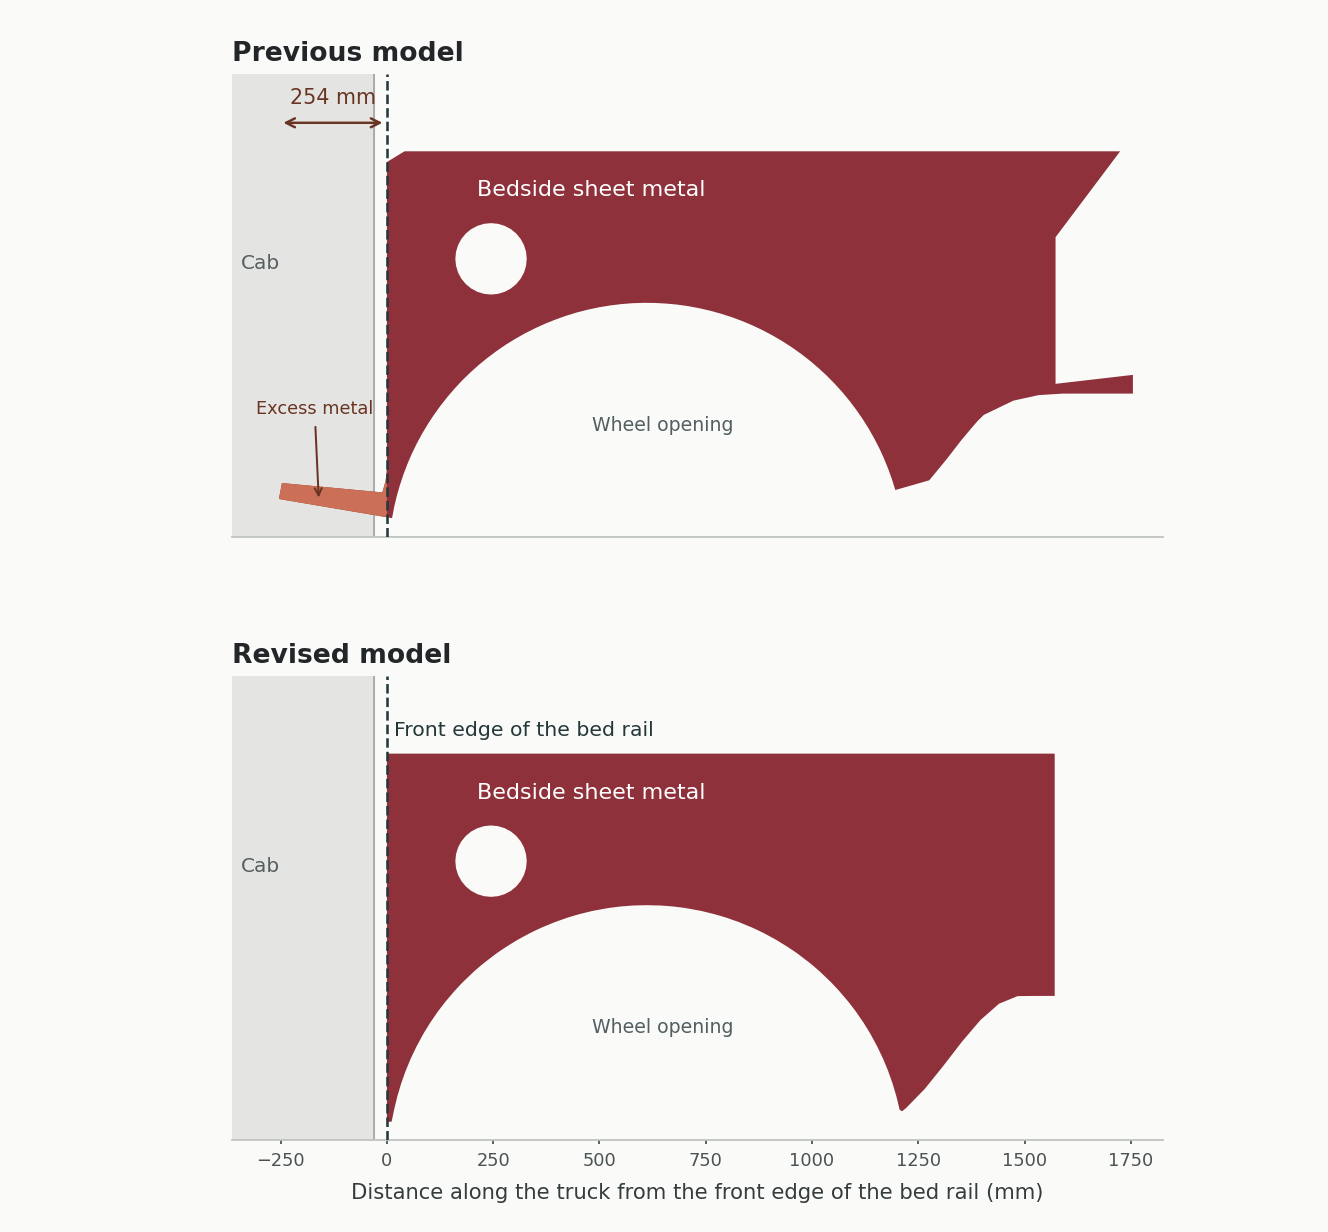 Previous model
254 mm
Bedside sheet metal
Cab
Excess metal
Wheel opening
Revised model
Front edge of the bed rail
Bedside sheet metal
Cab
Wheel opening
−250 0 250 500 750 1000 1250 1500 1750
Distance along the truck from the front edge of the bed rail (mm)